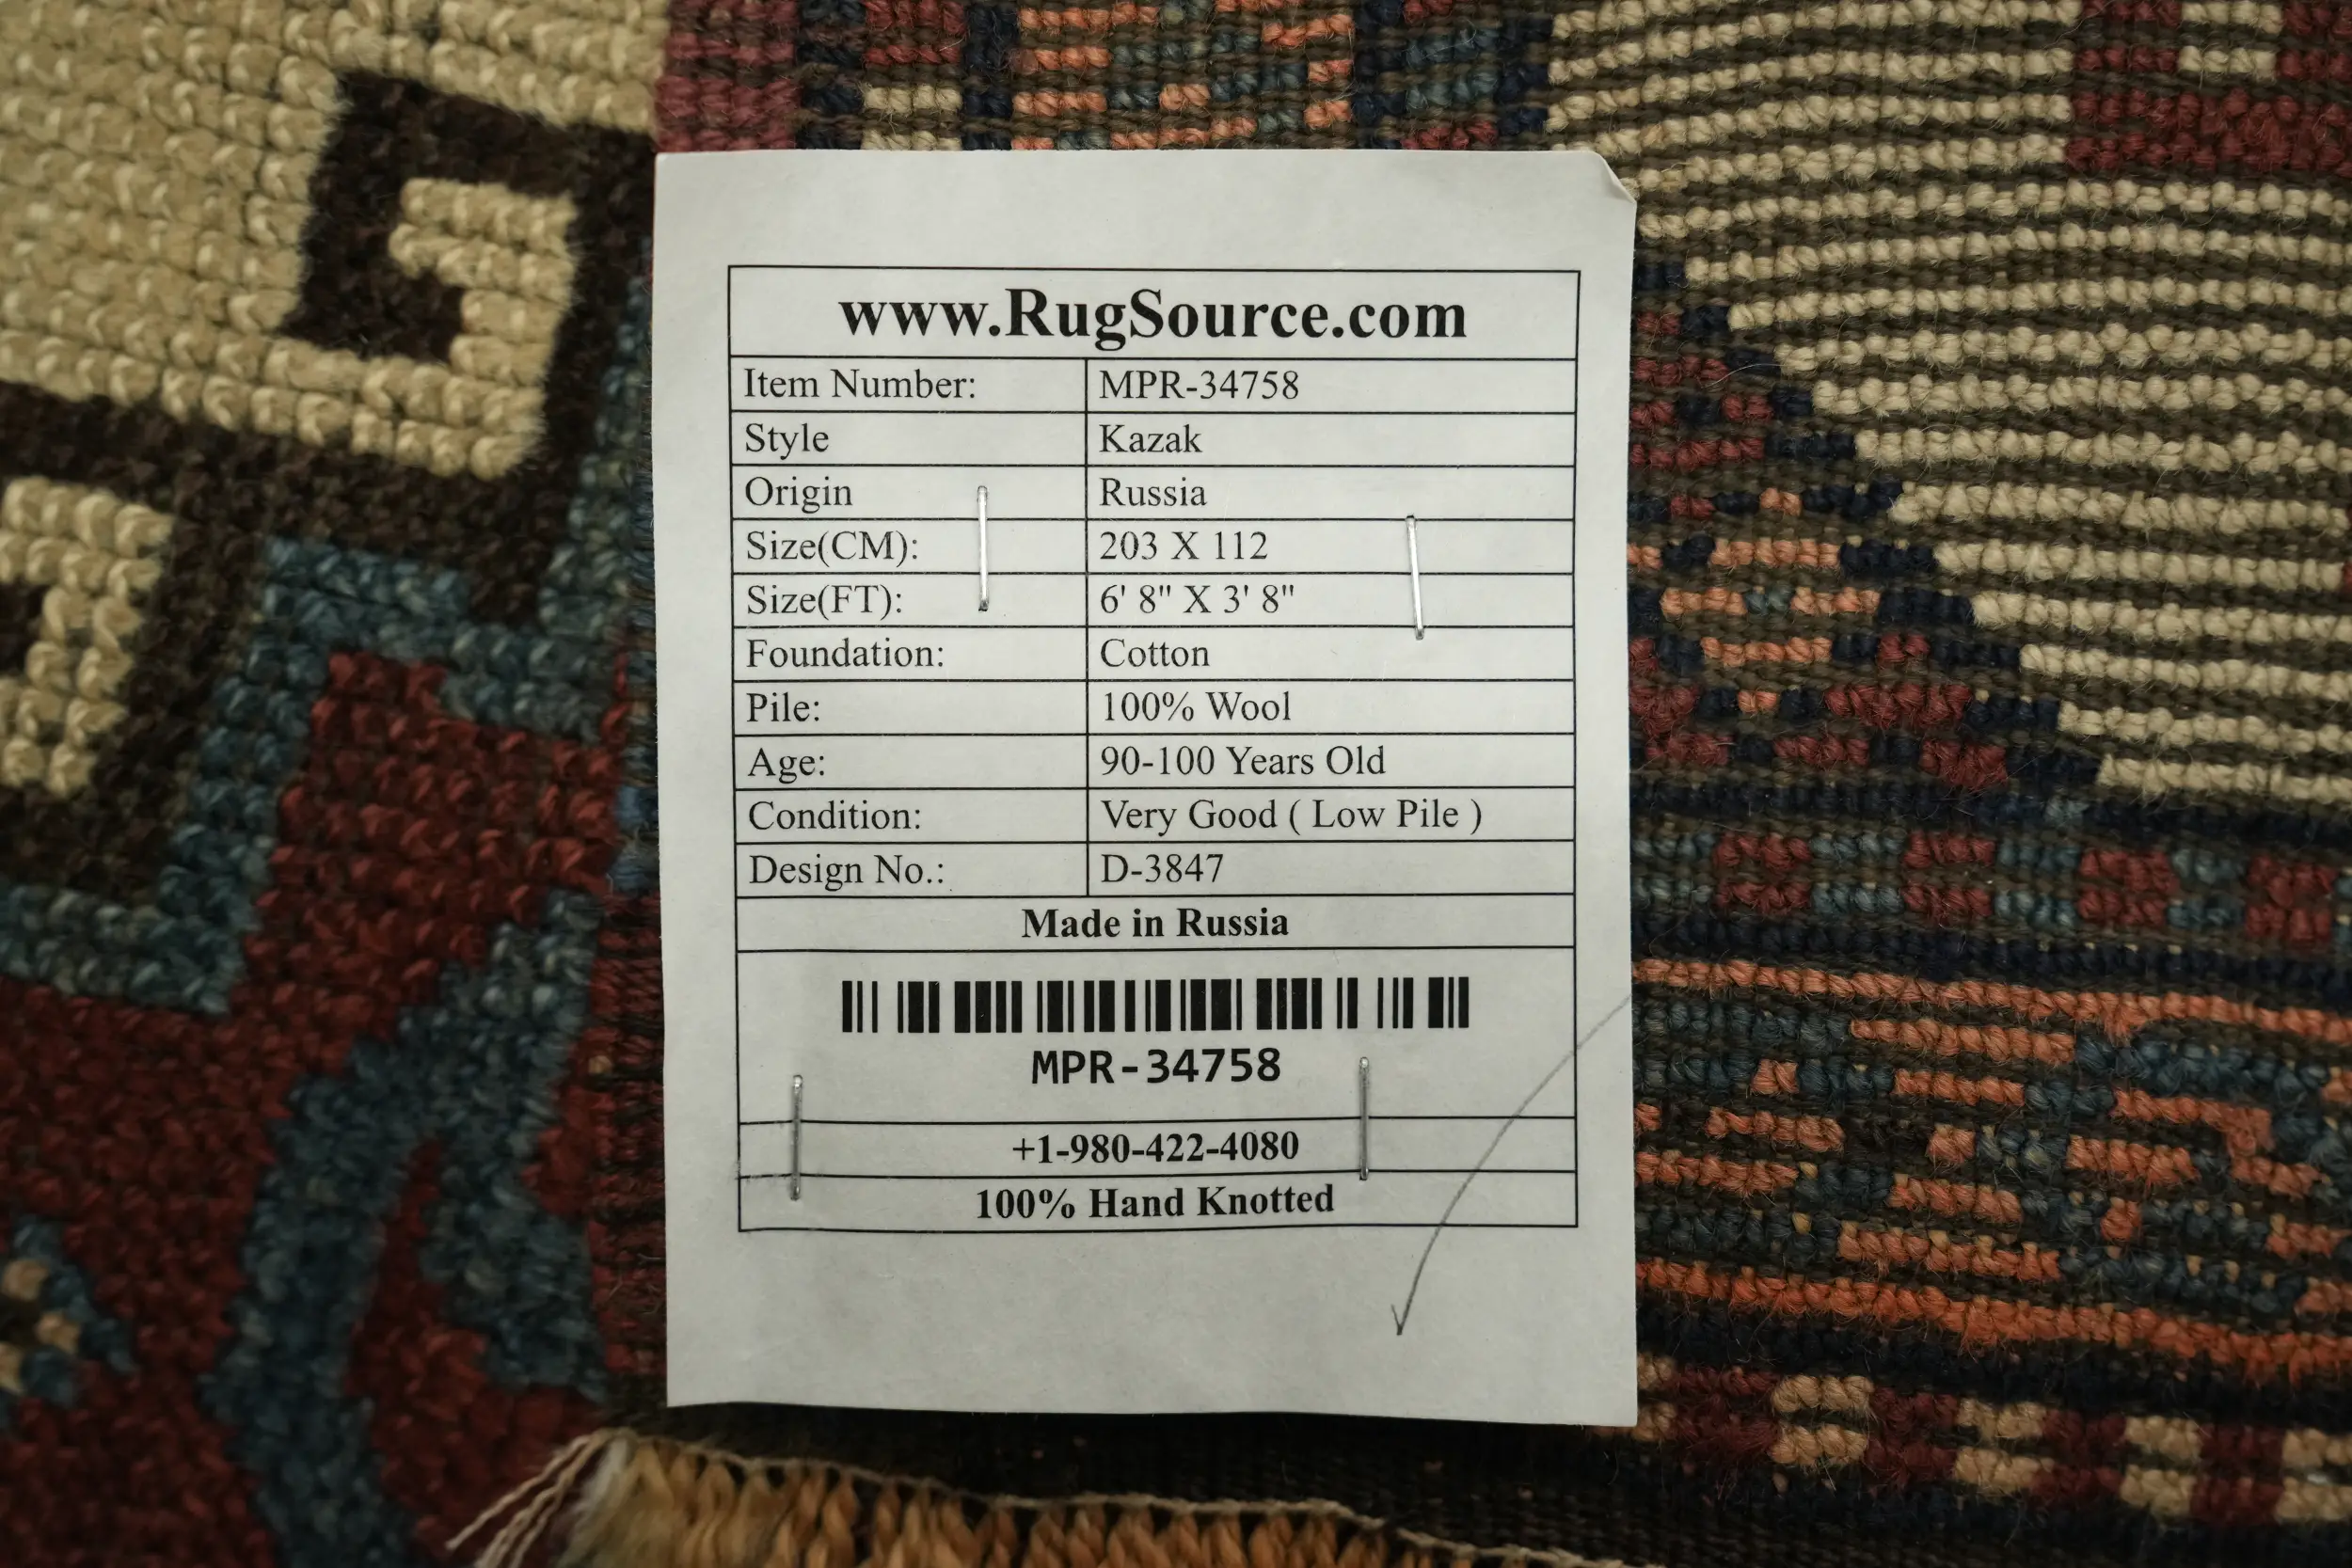 www.RugSource.com
Item Number: MPR-34758
Style Kazak
Origin Russia
Size(CM): 203 X 112
Size(FT): 6' 8" X 3' 8"
Foundation: Cotton
Pile: 100% Wool
Age: 90-100 Years Old
Condition: Very Good ( Low Pile )
Design No.: D-3847
Made in Russia
MPR-34758
+1-980-422-4080
100% Hand Knotted